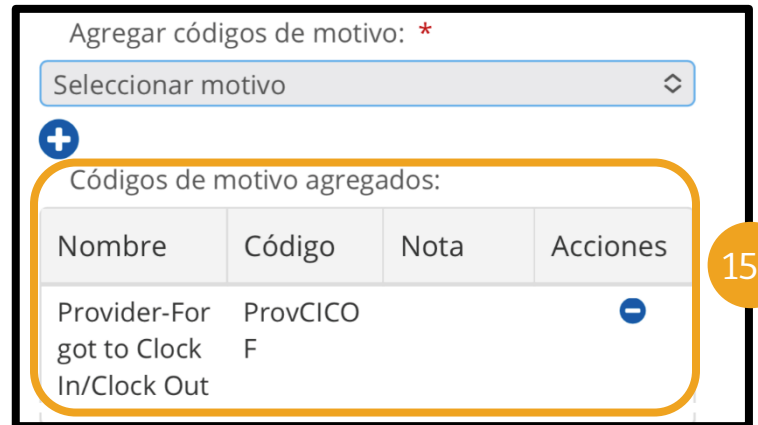 Agregar códigos de motivo: *
Seleccionar motivo
Códigos de motivo agregados:
Nombre Código Nota Acciones
15
Provider-For ProvCICO
got to Clock F
In/Clock Out